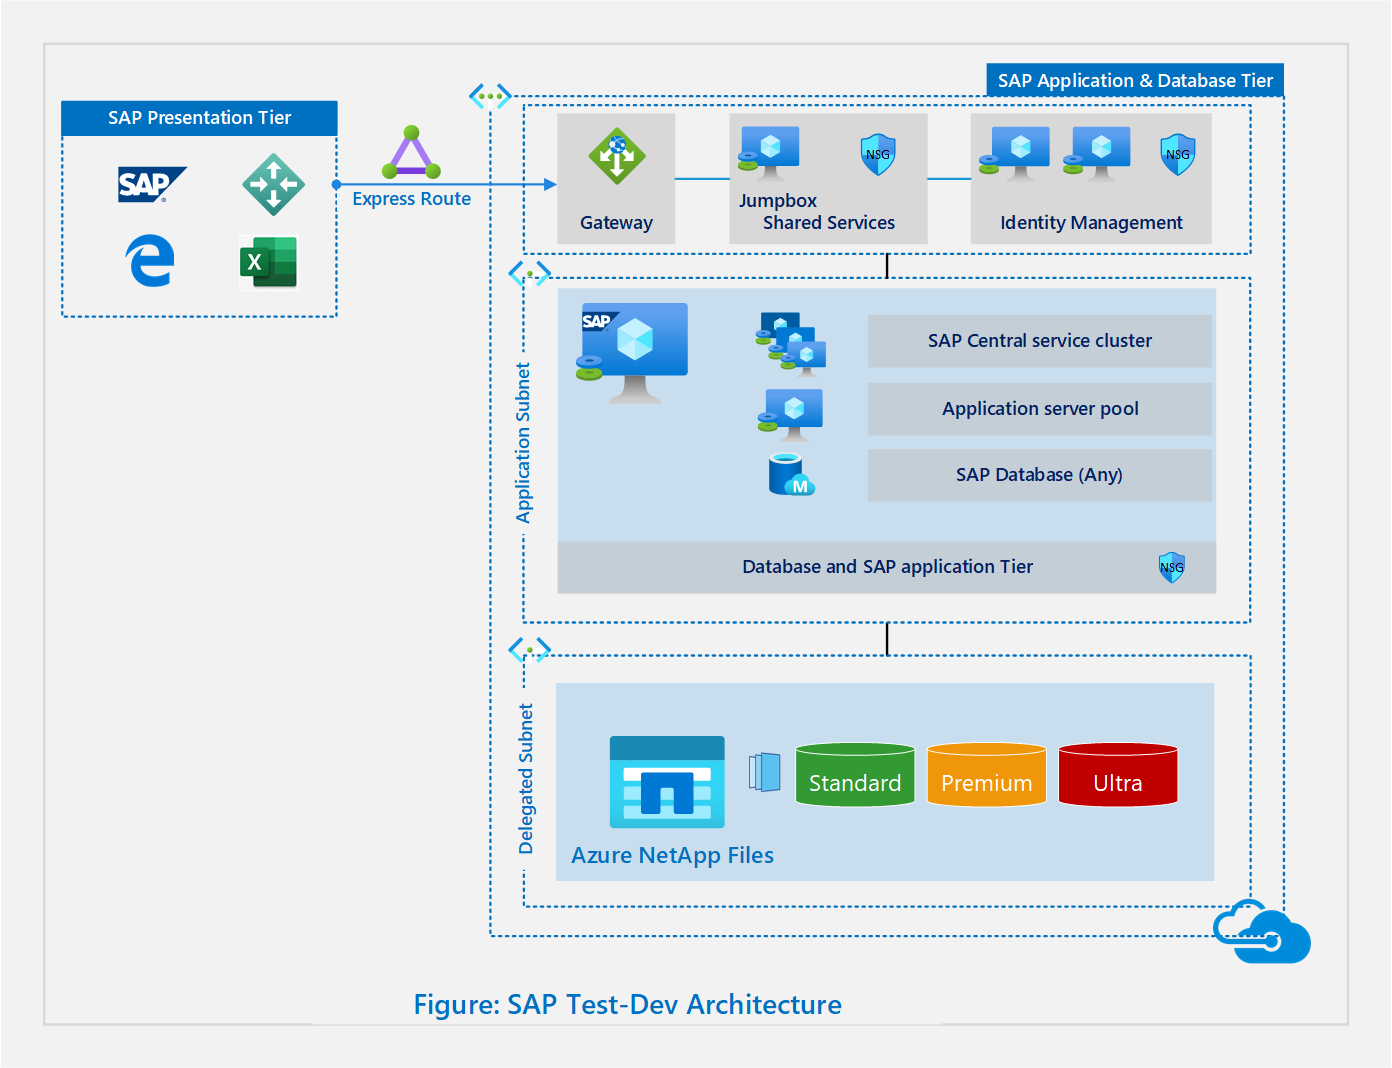 SAP Application & Database Tier
SAP Presentation Tier
SAP
X
Express Route
Gateway
NSG
Jumpbox
Shared Services
NSG
Identity Management
Application Subnet
SAP
SAP Central service cluster
Application server pool
M
SAP Database (Any)
Database and SAP application Tier
NSG
Delegated Subnet
Standard
Premium
Ultra
Azure NetApp Files
Figure: SAP Test-Dev Architecture